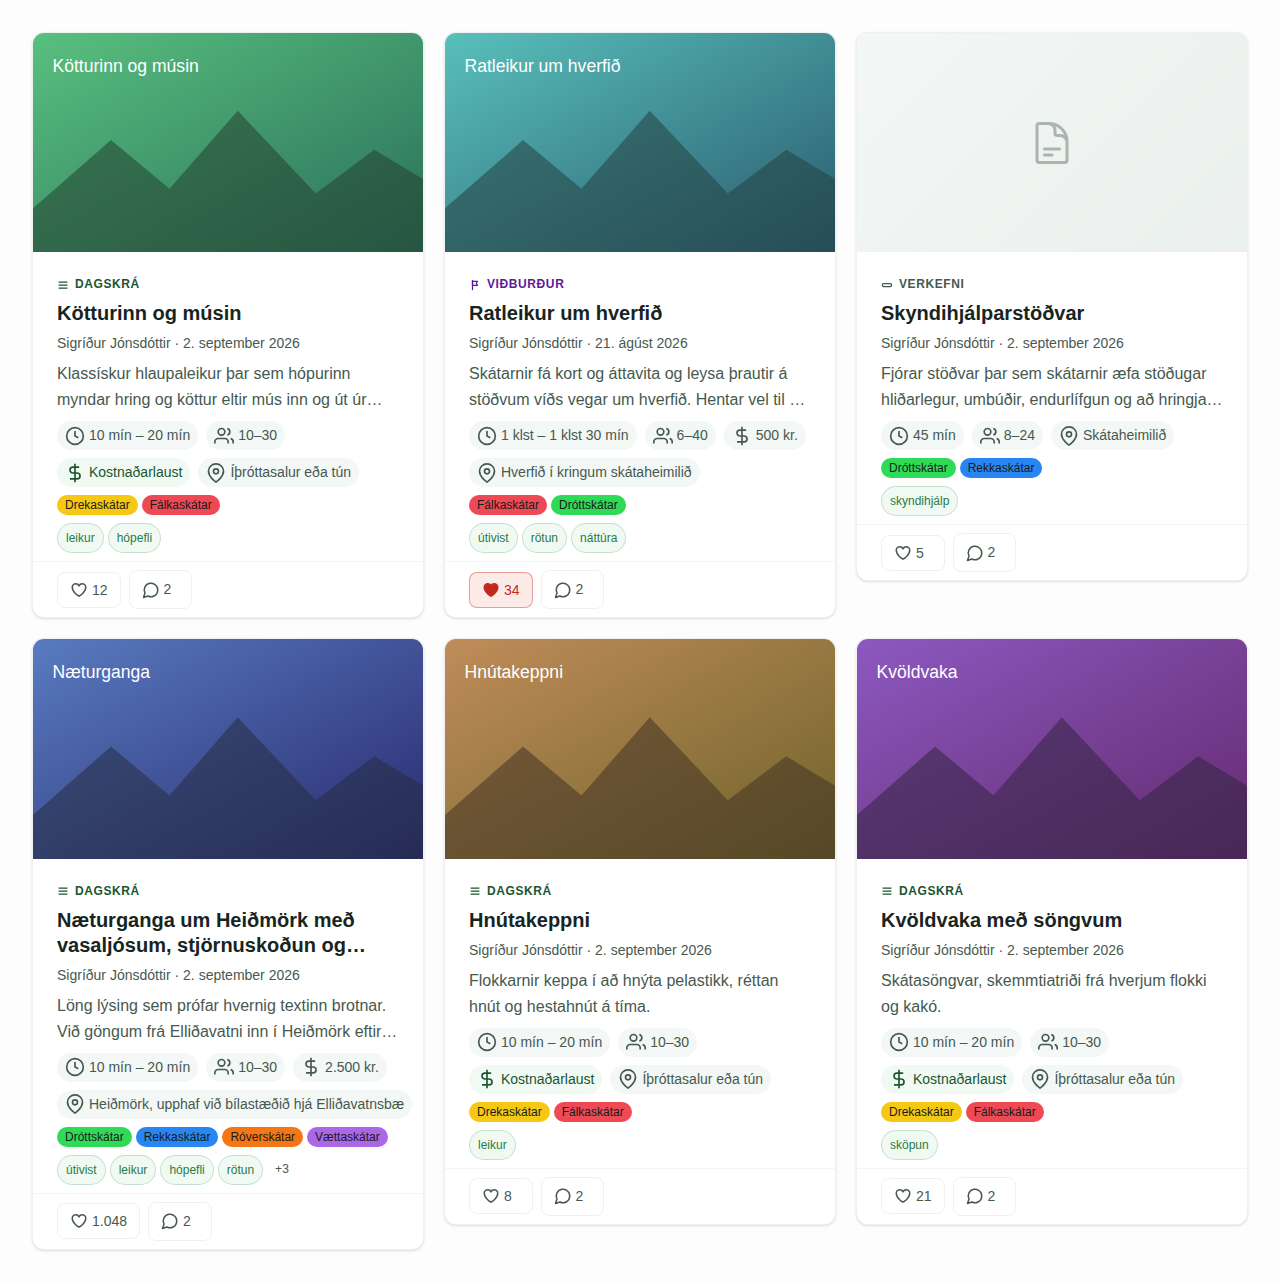 Kötturinn og músin
DAGSKRÁ
Kötturinn og músin
Sigríður Jónsdóttir · 2. september 2026
Klassískur hlaupaleikur þar sem hópurinn
myndar hring og köttur eltir mús inn og út úr…
10 mín – 20 mín
10–30
Kostnaðarlaust
Íþróttasalur eða tún
Drekaskátar
Fálkaskátar
leikur
hópefli
12
2
Ratleikur um hverfið
VIÐBURÐUR
Ratleikur um hverfið
Sigríður Jónsdóttir · 21. ágúst 2026
Skátarnir fá kort og áttavita og leysa þrautir á
stöðvum víðs vegar um hverfið. Hentar vel til …
1 klst – 1 klst 30 mín
6–40
500 kr.
Hverfið í kringum skátaheimilið
Fálkaskátar
Dróttskátar
útivist
rötun
náttúra
34
2
VERKEFNI
Skyndihjálparstöðvar
Sigríður Jónsdóttir · 2. september 2026
Fjórar stöðvar þar sem skátarnir æfa stöðugar
hliðarlegur, umbúðir, endurlífgun og að hringja…
45 mín
8–24
Skátaheimilið
Dróttskátar
Rekkaskátar
skyndihjálp
5
2
Næturganga
DAGSKRÁ
Næturganga um Heiðmörk með
vasaljósum, stjörnuskoðun og…
Sigríður Jónsdóttir · 2. september 2026
Löng lýsing sem prófar hvernig textinn brotnar.
Við göngum frá Elliðavatni inn í Heiðmörk eftir…
10 mín – 20 mín
10–30
2.500 kr.
Heiðmörk, upphaf við bílastæðið hjá Elliðavatnsbæ
Dróttskátar
Rekkaskátar
Róverskátar
Vættaskátar
útivist
leikur
hópefli
rötun
+3
1.048
2
Hnútakeppni
DAGSKRÁ
Hnútakeppni
Sigríður Jónsdóttir · 2. september 2026
Flokkarnir keppa í að hnýta pelastikk, réttan
hnút og hestahnút á tíma.
10 mín – 20 mín
10–30
Kostnaðarlaust
Íþróttasalur eða tún
Drekaskátar
Fálkaskátar
leikur
8
2
Kvöldvaka
DAGSKRÁ
Kvöldvaka með söngvum
Sigríður Jónsdóttir · 2. september 2026
Skátasöngvar, skemmtiatriði frá hverjum flokki
og kakó.
10 mín – 20 mín
10–30
Kostnaðarlaust
Íþróttasalur eða tún
Drekaskátar
Fálkaskátar
sköpun
21
2